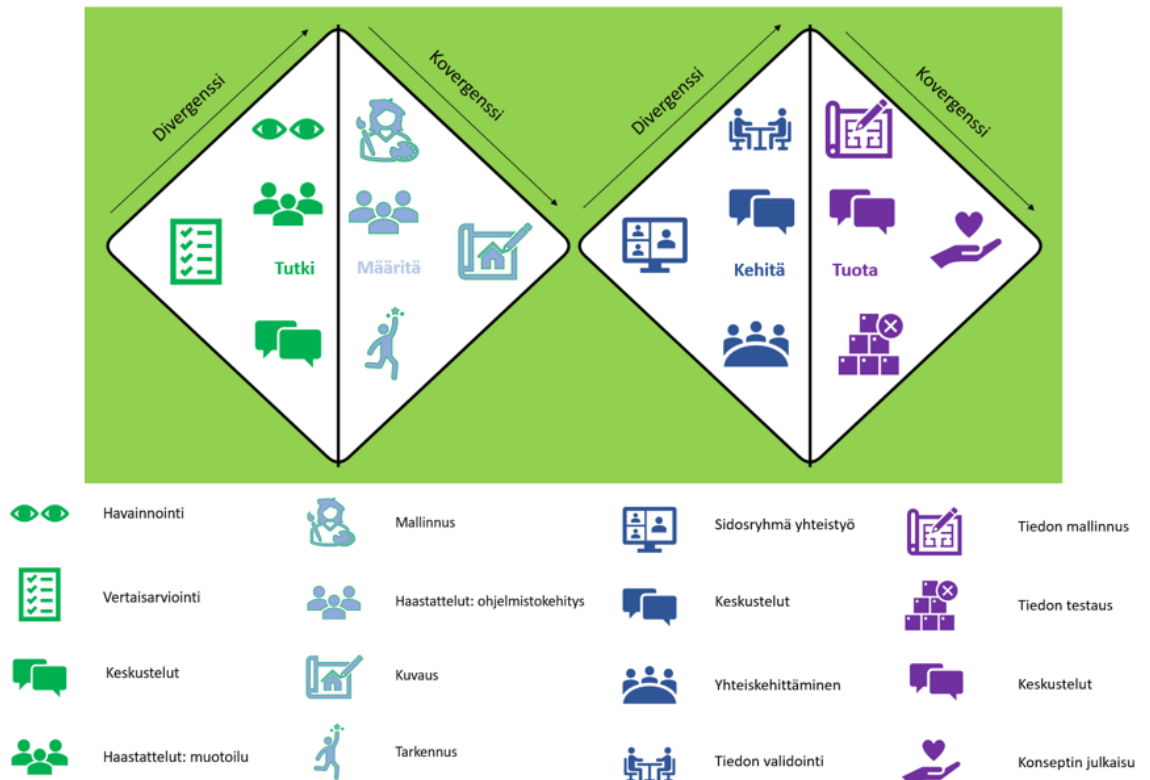 Divergenssi
Kovergenssi
Divergenssi
Kovergenssi
Tutki
Määritä
Kehitä
Tuota
Havainnointi
Vertaisarviointi
Keskustelut
Haastattelut: muotoilu
Mallinnus
Haastattelut: ohjelmistokehitys
Kuvaus
Tarkennus
Sidosryhmä yhteistyö
Keskustelut
Yhteiskehittäminen
Tiedon validointi
Tiedon mallinnus
Tiedon testaus
Keskustelut
Konseptin julkaisu